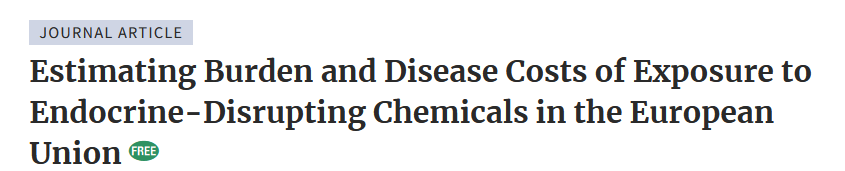 JOURNAL ARTICLE
Estimating Burden and Disease Costs of Exposure to
Endocrine-Disrupting Chemicals in the European
Union FREE